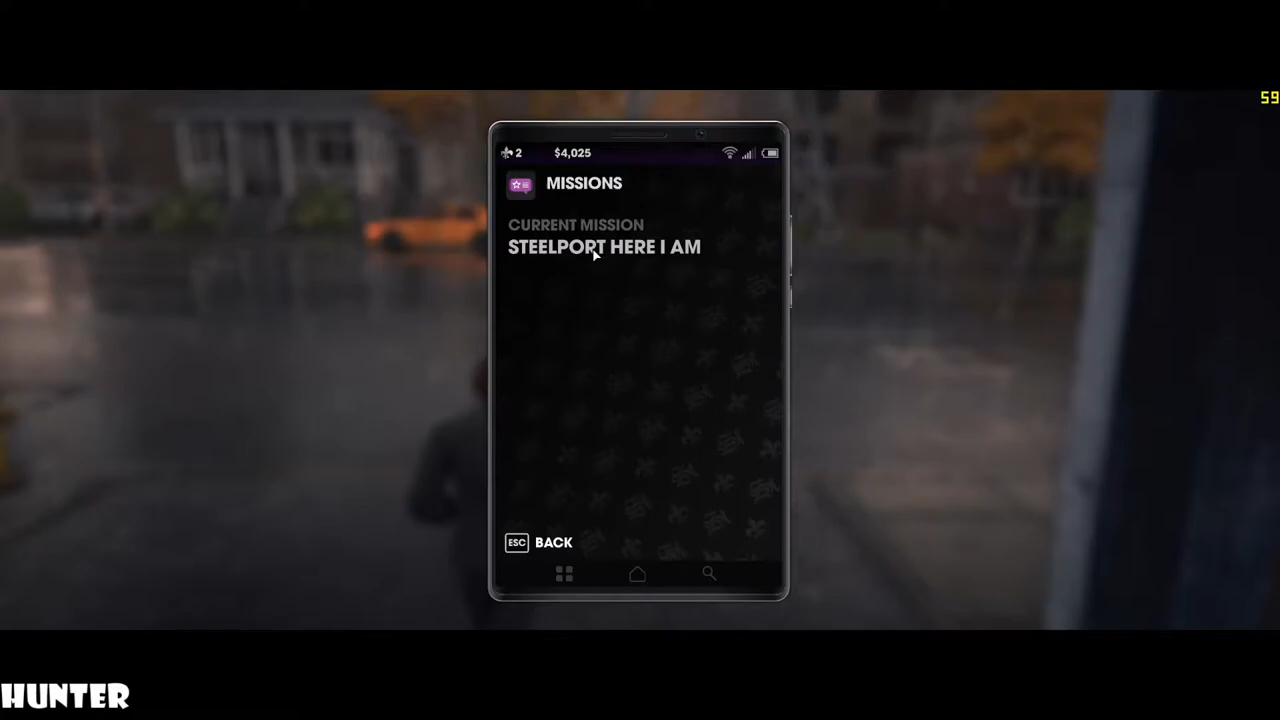 59
2 $4,025
MISSIONS
CURRENT MISSION
STEELPORT HERE I AM
ESC BACK
HUNTER